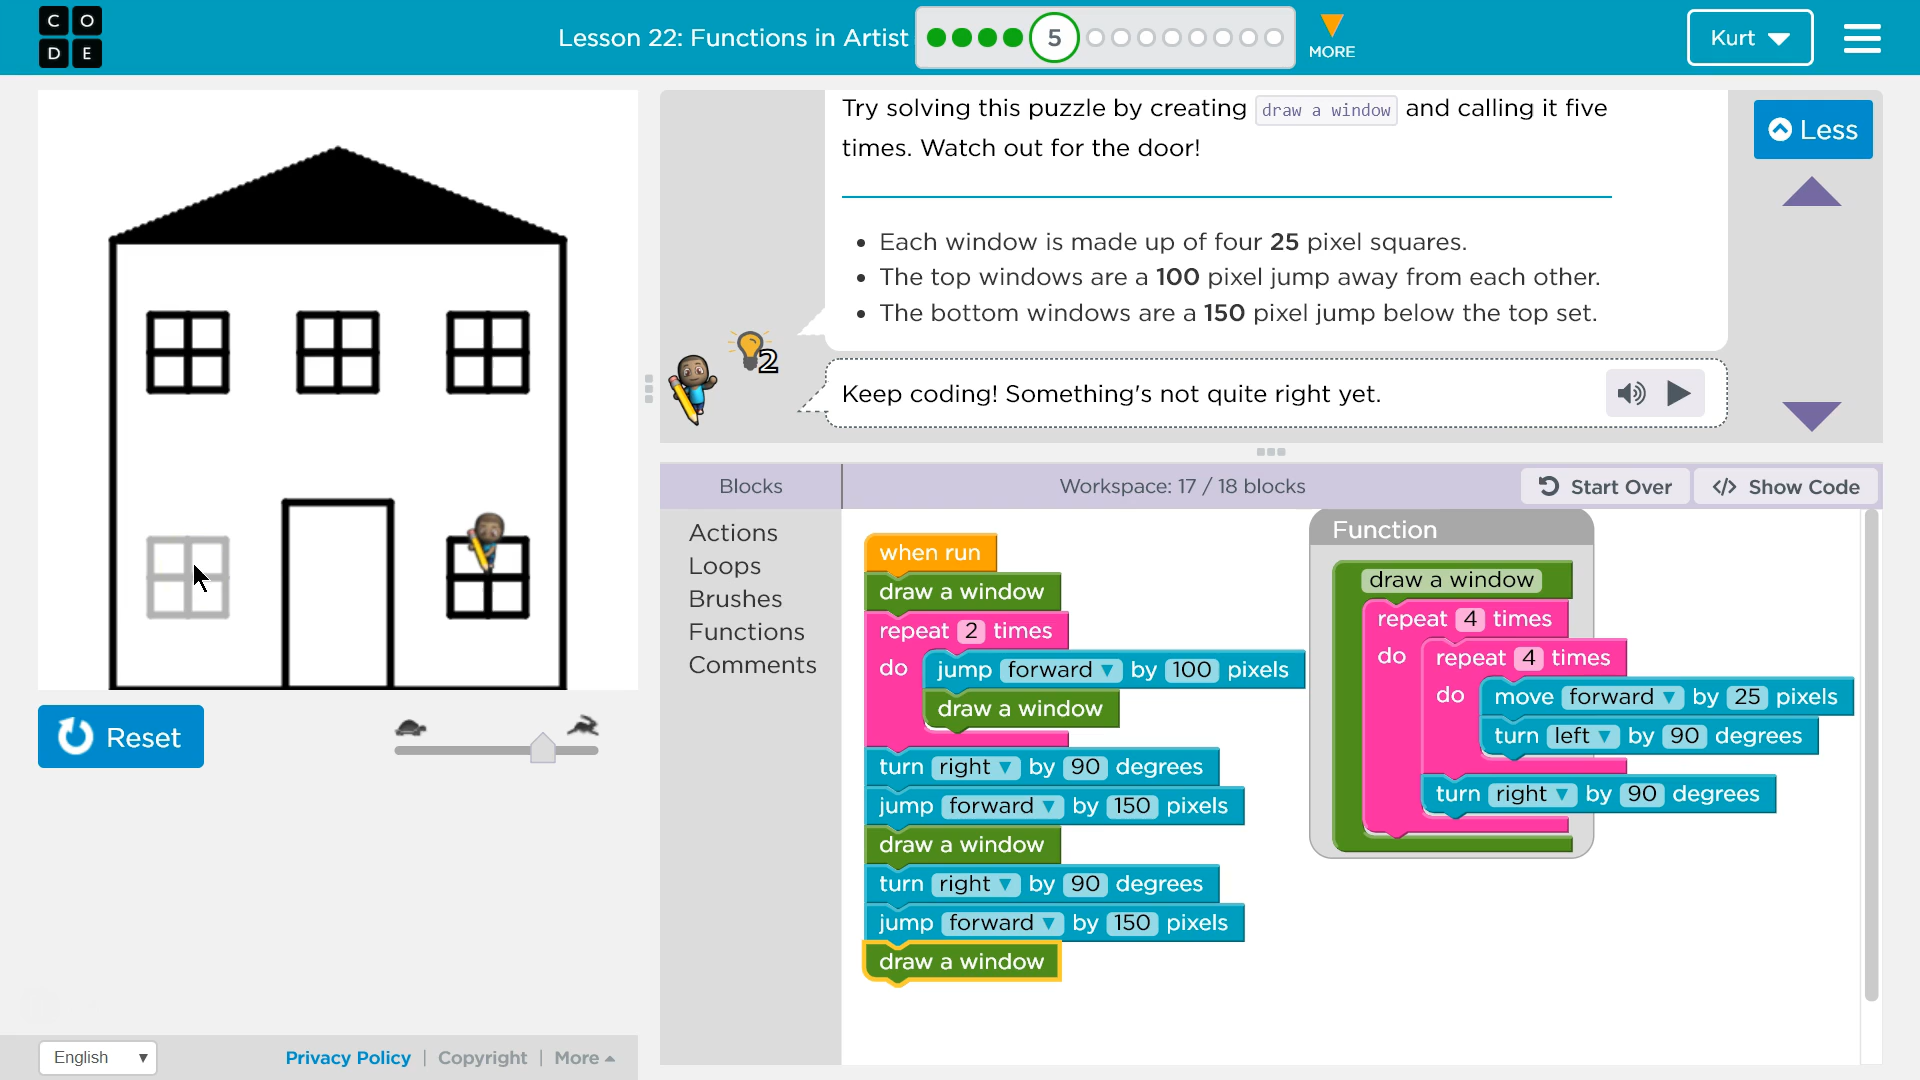 C O
D E
Lesson 22: Functions in Artist
5
MORE
Kurt
Try solving this puzzle by creating draw a window and calling it five
times. Watch out for the door!
Less
• Each window is made up of four 25 pixel squares.
• The top windows are a 100 pixel jump away from each other.
• The bottom windows are a 150 pixel jump below the top set.
2
Keep coding! Something's not quite right yet.
Blocks
Workspace: 17 / 18 blocks
Start Over
</> Show Code
Actions
Loops
Brushes
Functions
Comments
when run
draw a window
repeat 2 times
do jump forward by 100 pixels
draw a window
turn right by 90 degrees
jump forward by 150 pixels
draw a window
turn right by 90 degrees
jump forward by 150 pixels
draw a window
Function
draw a window
repeat 4 times
do repeat 4 times
do move forward by 25 pixels
turn left by 90 degrees
turn right by 90 degrees
Reset
English
Privacy Policy | Copyright | More